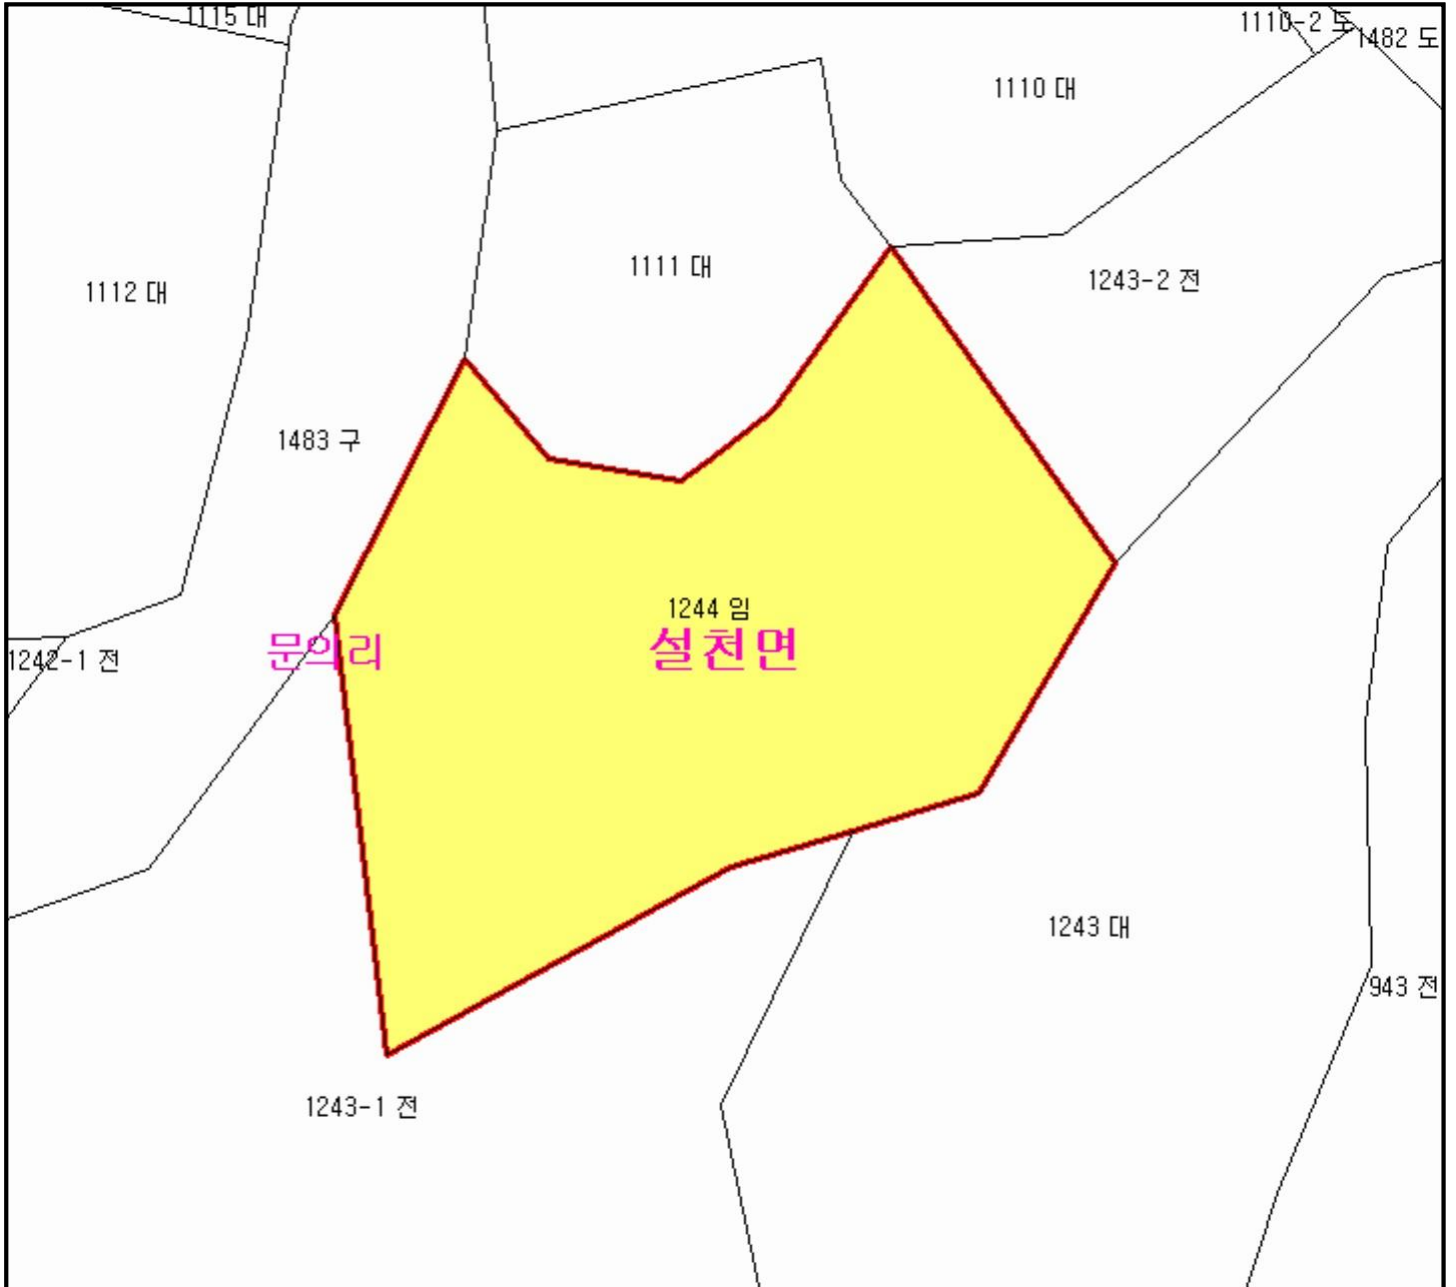 1115 대
1110-2 도
1482 도
1110 대
1111 대
1243-2 전
1112 대
1483 구
1244 임
문의리
설천면
1242-1 전
1243 대
943 전
1243-1 전